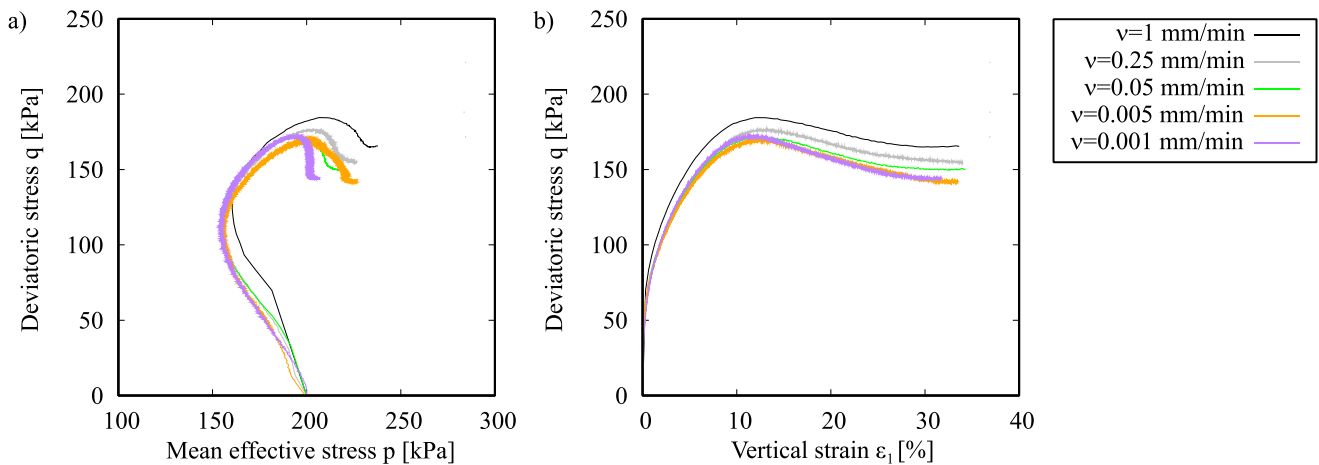 a)
Deviatoric stress q [kPa]
250
200
150
100
50
0
100
150
200
250
300
Mean effective stress p [kPa]
b)
Deviatoric stress q [kPa]
250
200
150
100
50
0
0
10
20
30
40
Vertical strain ε₁ [%]
ν=1 mm/min
ν=0.25 mm/min
ν=0.05 mm/min
ν=0.005 mm/min
ν=0.001 mm/min